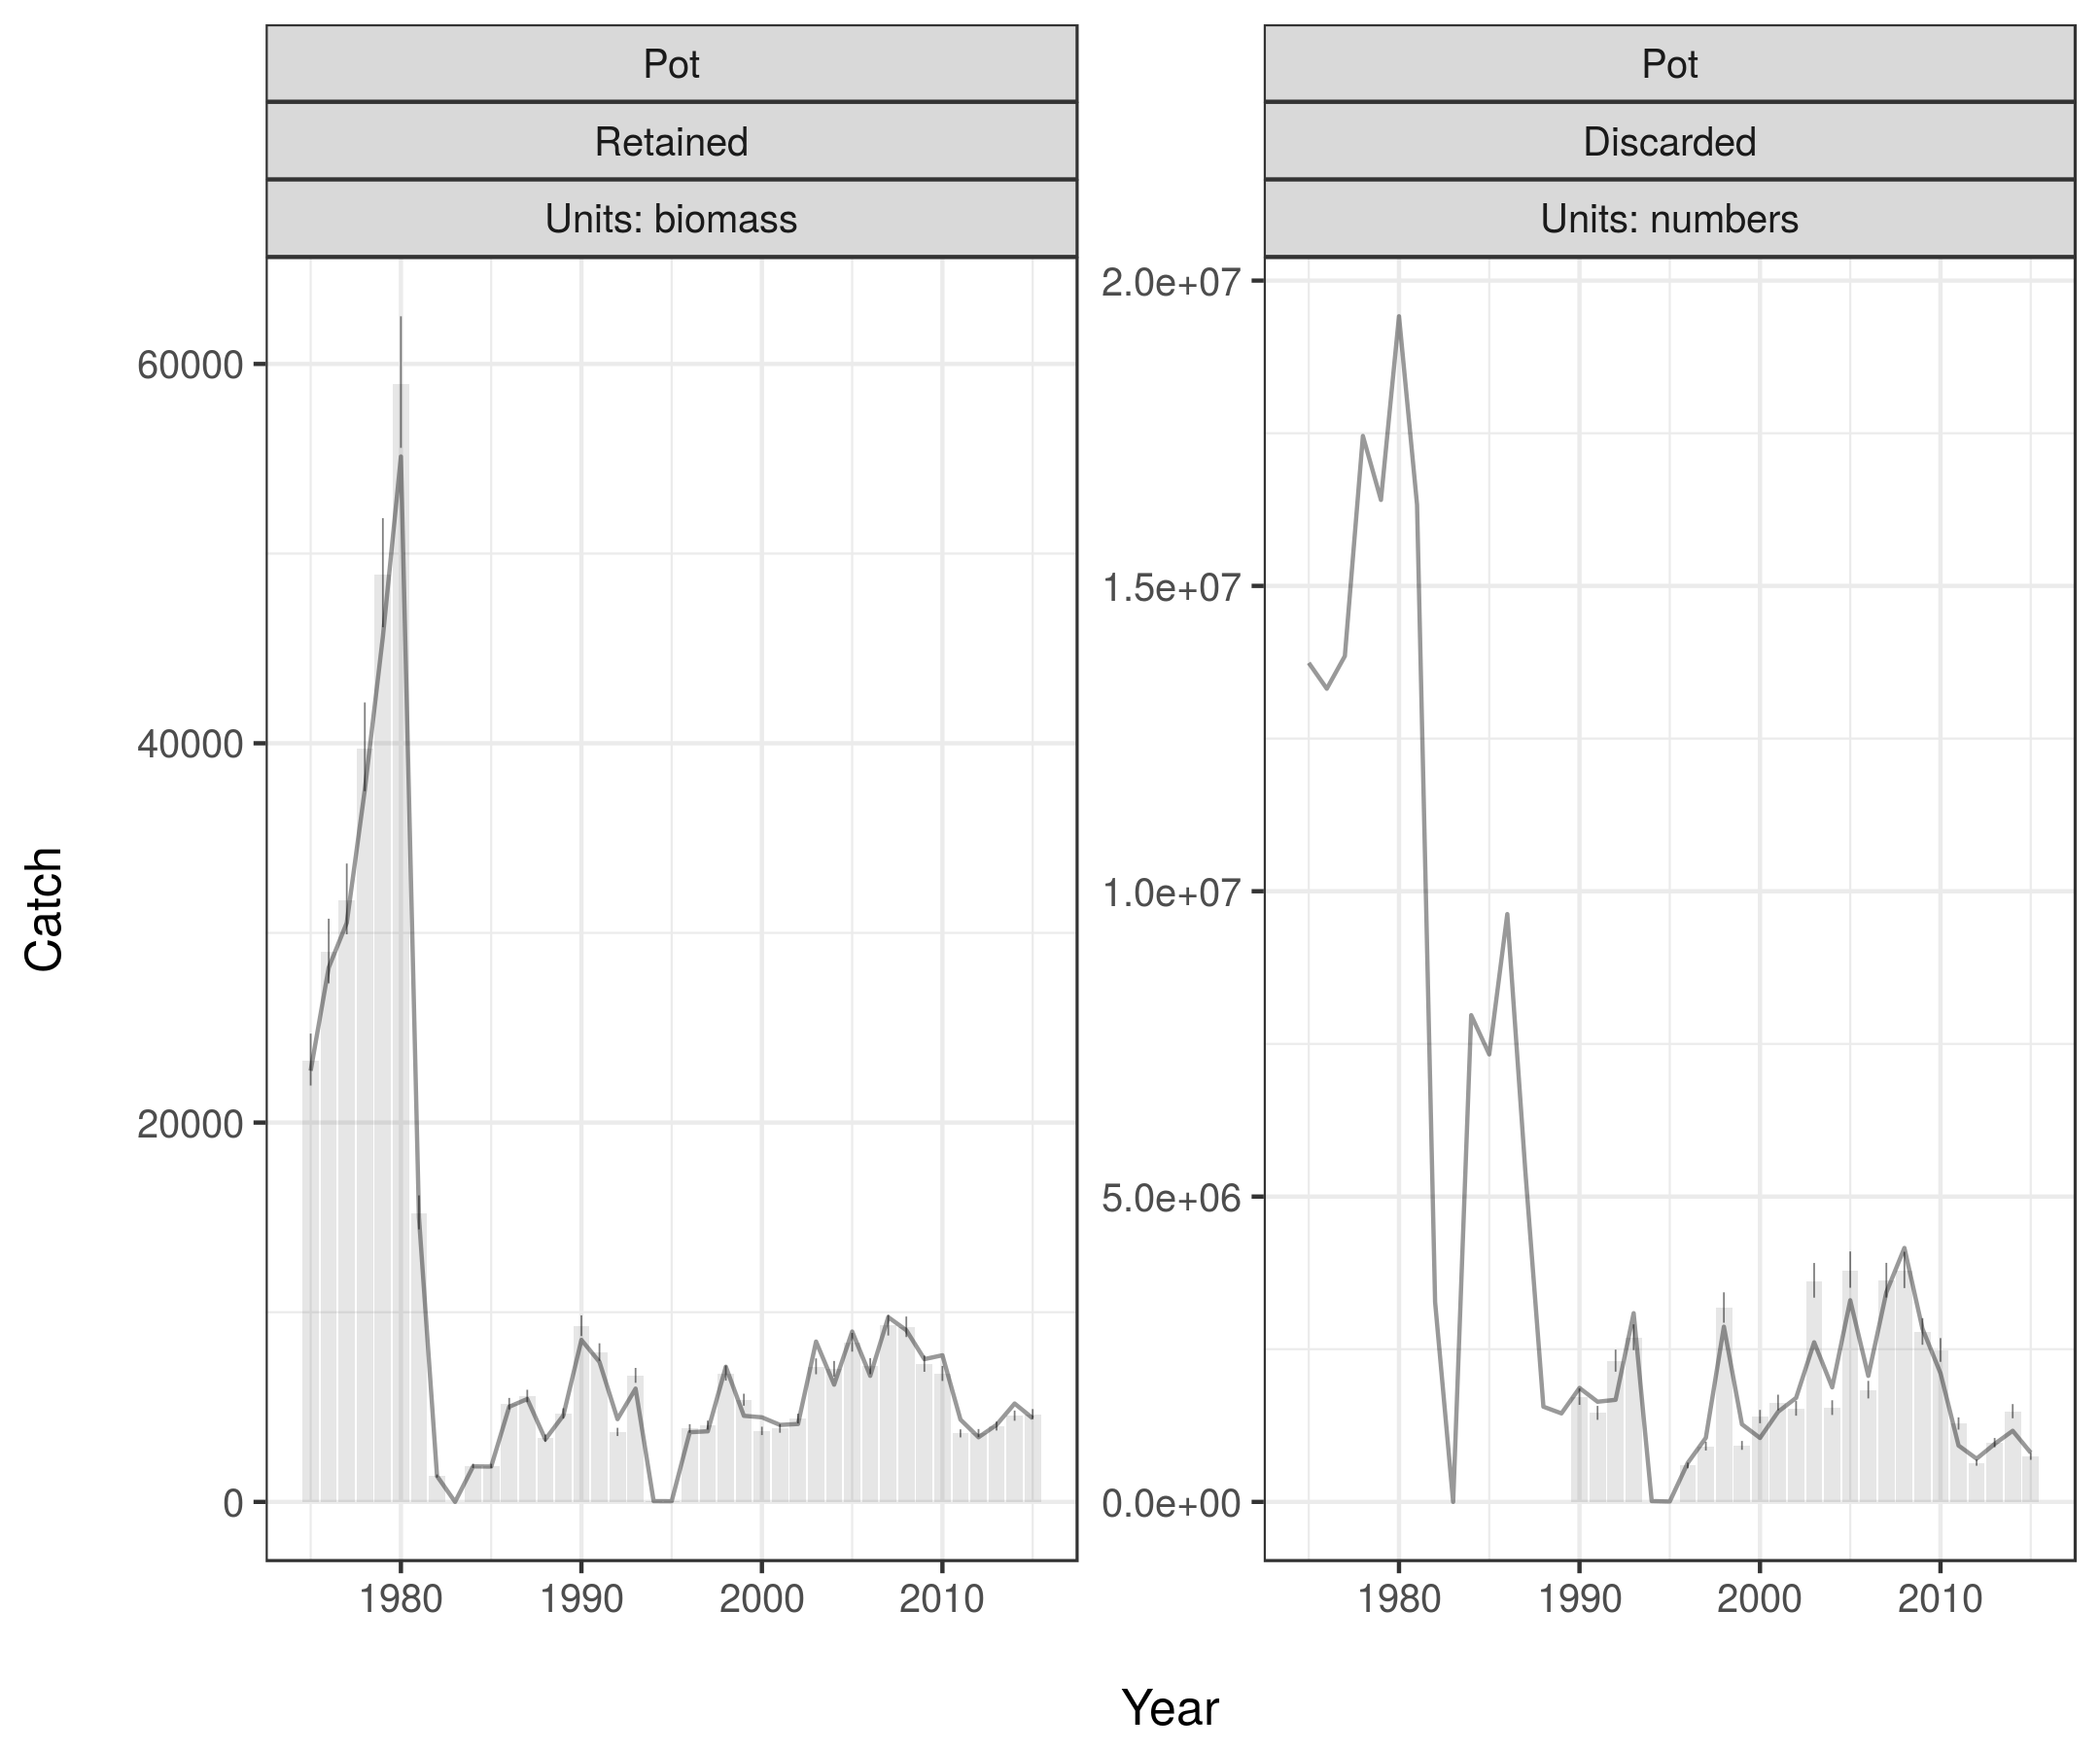 Pot
Retained
Units: biomass
Pot
Discarded
Units: numbers
Catch
60000
40000
20000
0
2.0e+07
1.5e+07
1.0e+07
5.0e+06
0.0e+00
1980 1990 2000 2010
1980 1990 2000 2010
Year